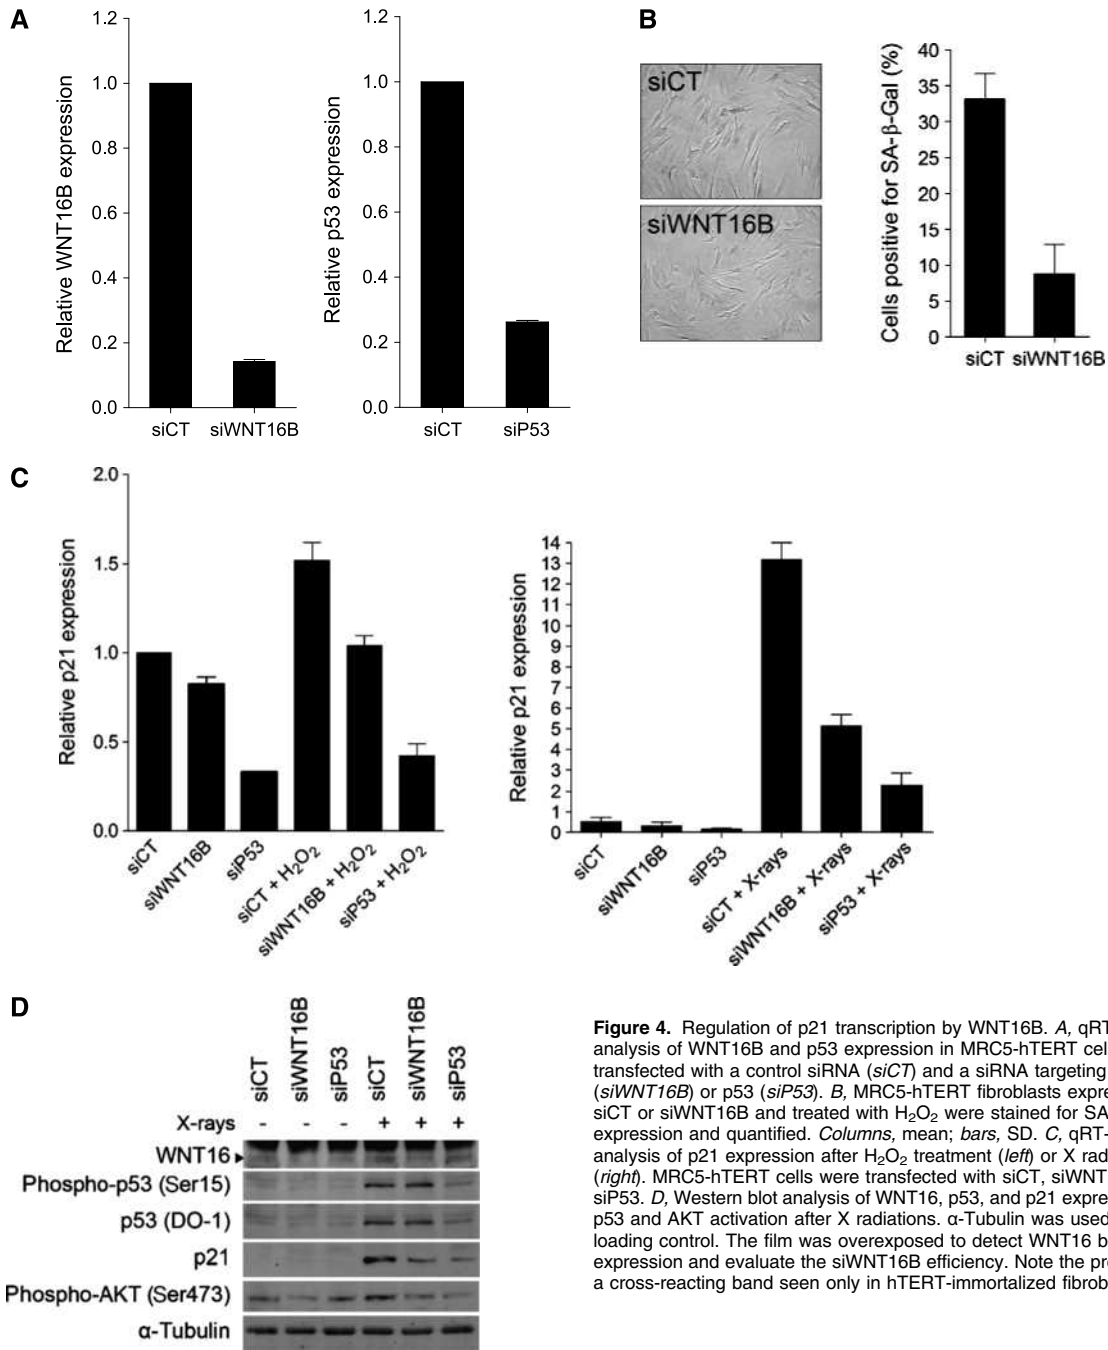 A
Relative WNT16B expression
1.2
1.0
0.8
0.6
0.4
0.2
0.0
siCT
siWNT16B
Relative p53 expression
1.2
1.0
0.8
0.6
0.4
0.2
0.0
siCT
siP53
B
siCT
siWNT16B
Cells positive for SA-β-Gal (%)
40
35
30
25
20
15
10
5
0
siCT
siWNT16B
C
Relative p21 expression
2.0
1.5
1.0
0.5
0.0
siCT
siWNT16B
siP53
siCT + H₂O₂
siWNT16B + H₂O₂
siP53 + H₂O₂
Relative p21 expression
14
13
12
11
10
9
8
7
6
5
4
3
2
1
0
siCT
siWNT16B
siP53
siCT + X-rays
siWNT16B + X-rays
siP53 + X-rays
D
siCT
siWNT16B
siP53
siCT
siWNT16B
siP53
X-rays - - - + + +
WNT16
Phospho-p53 (Ser15)
p53 (DO-1)
p21
Phospho-AKT (Ser473)
α-Tubulin
Figure 4. Regulation of p21 transcription by WNT16B. A, qRT
analysis of WNT16B and p53 expression in MRC5-hTERT cel
transfected with a control siRNA (siCT) and a siRNA targeting
(siWNT16B) or p53 (siP53). B, MRC5-hTERT fibroblasts expre
siCT or siWNT16B and treated with H₂O₂ were stained for SA
expression and quantified. Columns, mean; bars, SD. C, qRT-
analysis of p21 expression after H₂O₂ treatment (left) or X rad
(right). MRC5-hTERT cells were transfected with siCT, siWNT
siP53. D, Western blot analysis of WNT16, p53, and p21 expre
p53 and AKT activation after X radiations. α-Tubulin was used
loading control. The film was overexposed to detect WNT16 b
expression and evaluate the siWNT16B efficiency. Note the pr
a cross-reacting band seen only in hTERT-immortalized fibrob